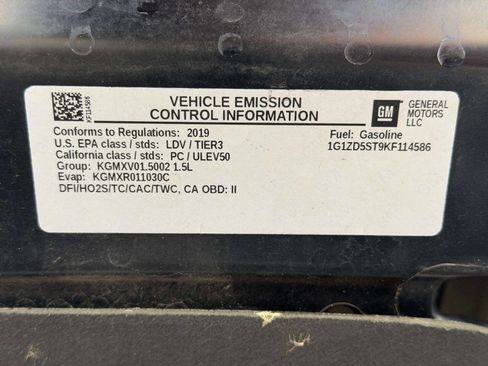 VEHICLE EMISSION
CONTROL INFORMATION
KF114586
GM
GENERAL
MOTORS
LLC
Conforms to Regulations: 2019
U.S. EPA class / stds: LDV / TIER3
California class / stds: PC / ULEV50
Group: KGMXV01.5002 1.5L
Evap: KGMXR011030C
DFI/HO2S/TC/CAC/TWC, CA OBD: II
Fuel: Gasoline
1G1ZD5ST9KF114586